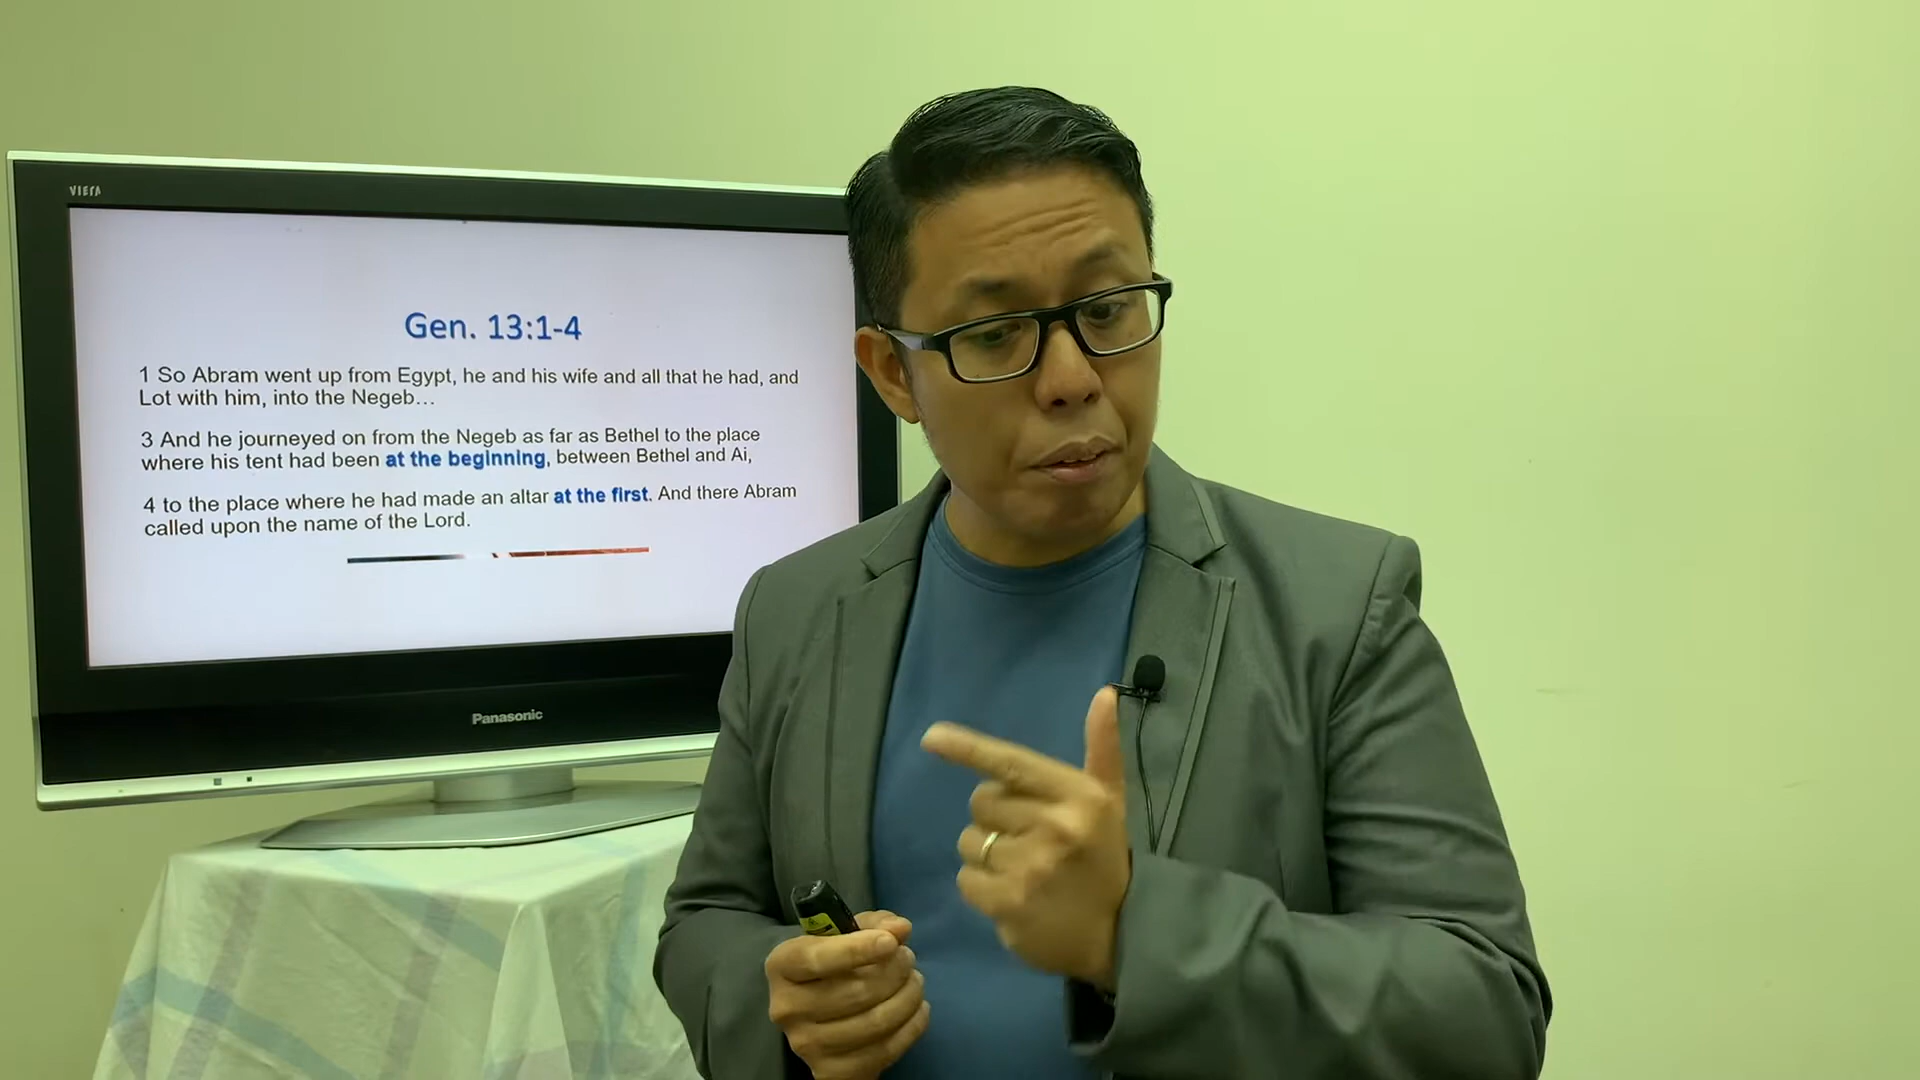 VIERA
Gen. 13:1-4
1 So Abram went up from Egypt, he and his wife and all that he had, and
Lot with him, into the Negeb…
3 And he journeyed on from the Negeb as far as Bethel to the place
where his tent had been at the beginning, between Bethel and Ai,
4 to the place where he had made an altar at the first. And there Abram
called upon the name of the Lord.
Panasonic